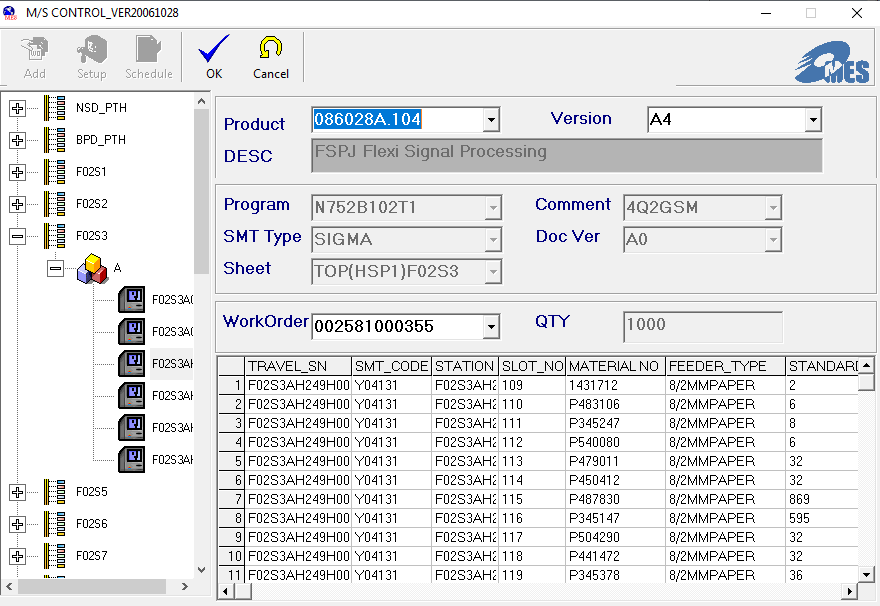 M/S CONTROL_VER20061028
Add Setup Schedule OK Cancel
MES
NSD_PTH
BPD_PTH
F02S1
F02S2
F02S3
A
F02S3A
F02S3A
F02S3A
F02S3A
F02S3A
F02S3A
F02S5
F02S6
F02S7
Product 086028A.104 Version A4
DESC FSPJ Flexi Signal Processing
Program N752B102T1 Comment 4Q2GSM
SMT Type SIGMA Doc Ver A0
Sheet TOP(HSP1)F02S3
WorkOrder 002581000355 QTY 1000
TRAVEL_SN SMT_CODE STATION SLOT_NO MATERIAL NO FEEDER_TYPE STANDARD
1 F02S3AH249H00 Y04131 F02S3AH2 109 1431712 8/2MMPAPER 2
2 F02S3AH249H00 Y04131 F02S3AH2 110 P483106 8/2MMPAPER 6
3 F02S3AH249H00 Y04131 F02S3AH2 111 P345247 8/2MMPAPER 8
4 F02S3AH249H00 Y04131 F02S3AH2 112 P540080 8/2MMPAPER 6
5 F02S3AH249H00 Y04131 F02S3AH2 113 P479011 8/2MMPAPER 32
6 F02S3AH249H00 Y04131 F02S3AH2 114 P450412 8/2MMPAPER 32
7 F02S3AH249H00 Y04131 F02S3AH2 115 P487830 8/2MMPAPER 869
8 F02S3AH249H00 Y04131 F02S3AH2 116 P345147 8/2MMPAPER 595
9 F02S3AH249H00 Y04131 F02S3AH2 117 P504290 8/2MMPAPER 32
10 F02S3AH249H00 Y04131 F02S3AH2 118 P441472 8/2MMPAPER 32
11 F02S3AH249H00 Y04131 F02S3AH2 119 P345378 8/2MMPAPER 36